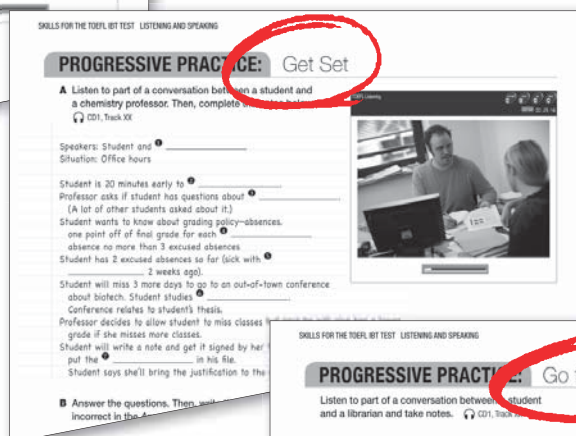 SKILLS FOR THE TOEFL IBT TEST LISTENING AND SPEAKING
PROGRESSIVE PRACTICE: Get Set
A Listen to part of a conversation between a student and
a chemistry professor. Then, complete
CD1, Track XX
Speakers: Student and 1
Situation: Office hours
Student is 20 minutes early to 2
Professor asks if student has questions about 3
(A lot of other students asked about it.)
Student wants to know about grading policy—absences.
one point off of final grade for each 4
absence no more than 3 excused absences
Student has 2 excused absences so far (sick with 5
2 weeks ago).
Student will miss 3 more days to go to an out-of-town conference
about biotech. Student studies 6
Conference relates to student's thesis.
Professor decides to allow student to miss classes
grade if she misses more classes.
Student will write a note and get it signed by her
put the 7 in his file.
Student says she'll bring the justification to the
B Answer the questions. Then,
incorrect in the
SKILLS FOR THE TOEFL IBT TEST LISTENING AND SPEAKING
PROGRESSIVE PRACTICE: Go
Listen to part of a conversation between a student
and a librarian and take notes. CD1,